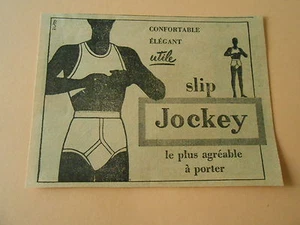 CONFORTABLE
ÉLÉGANT
utile
slip
Jockey
le plus agréable
à porter